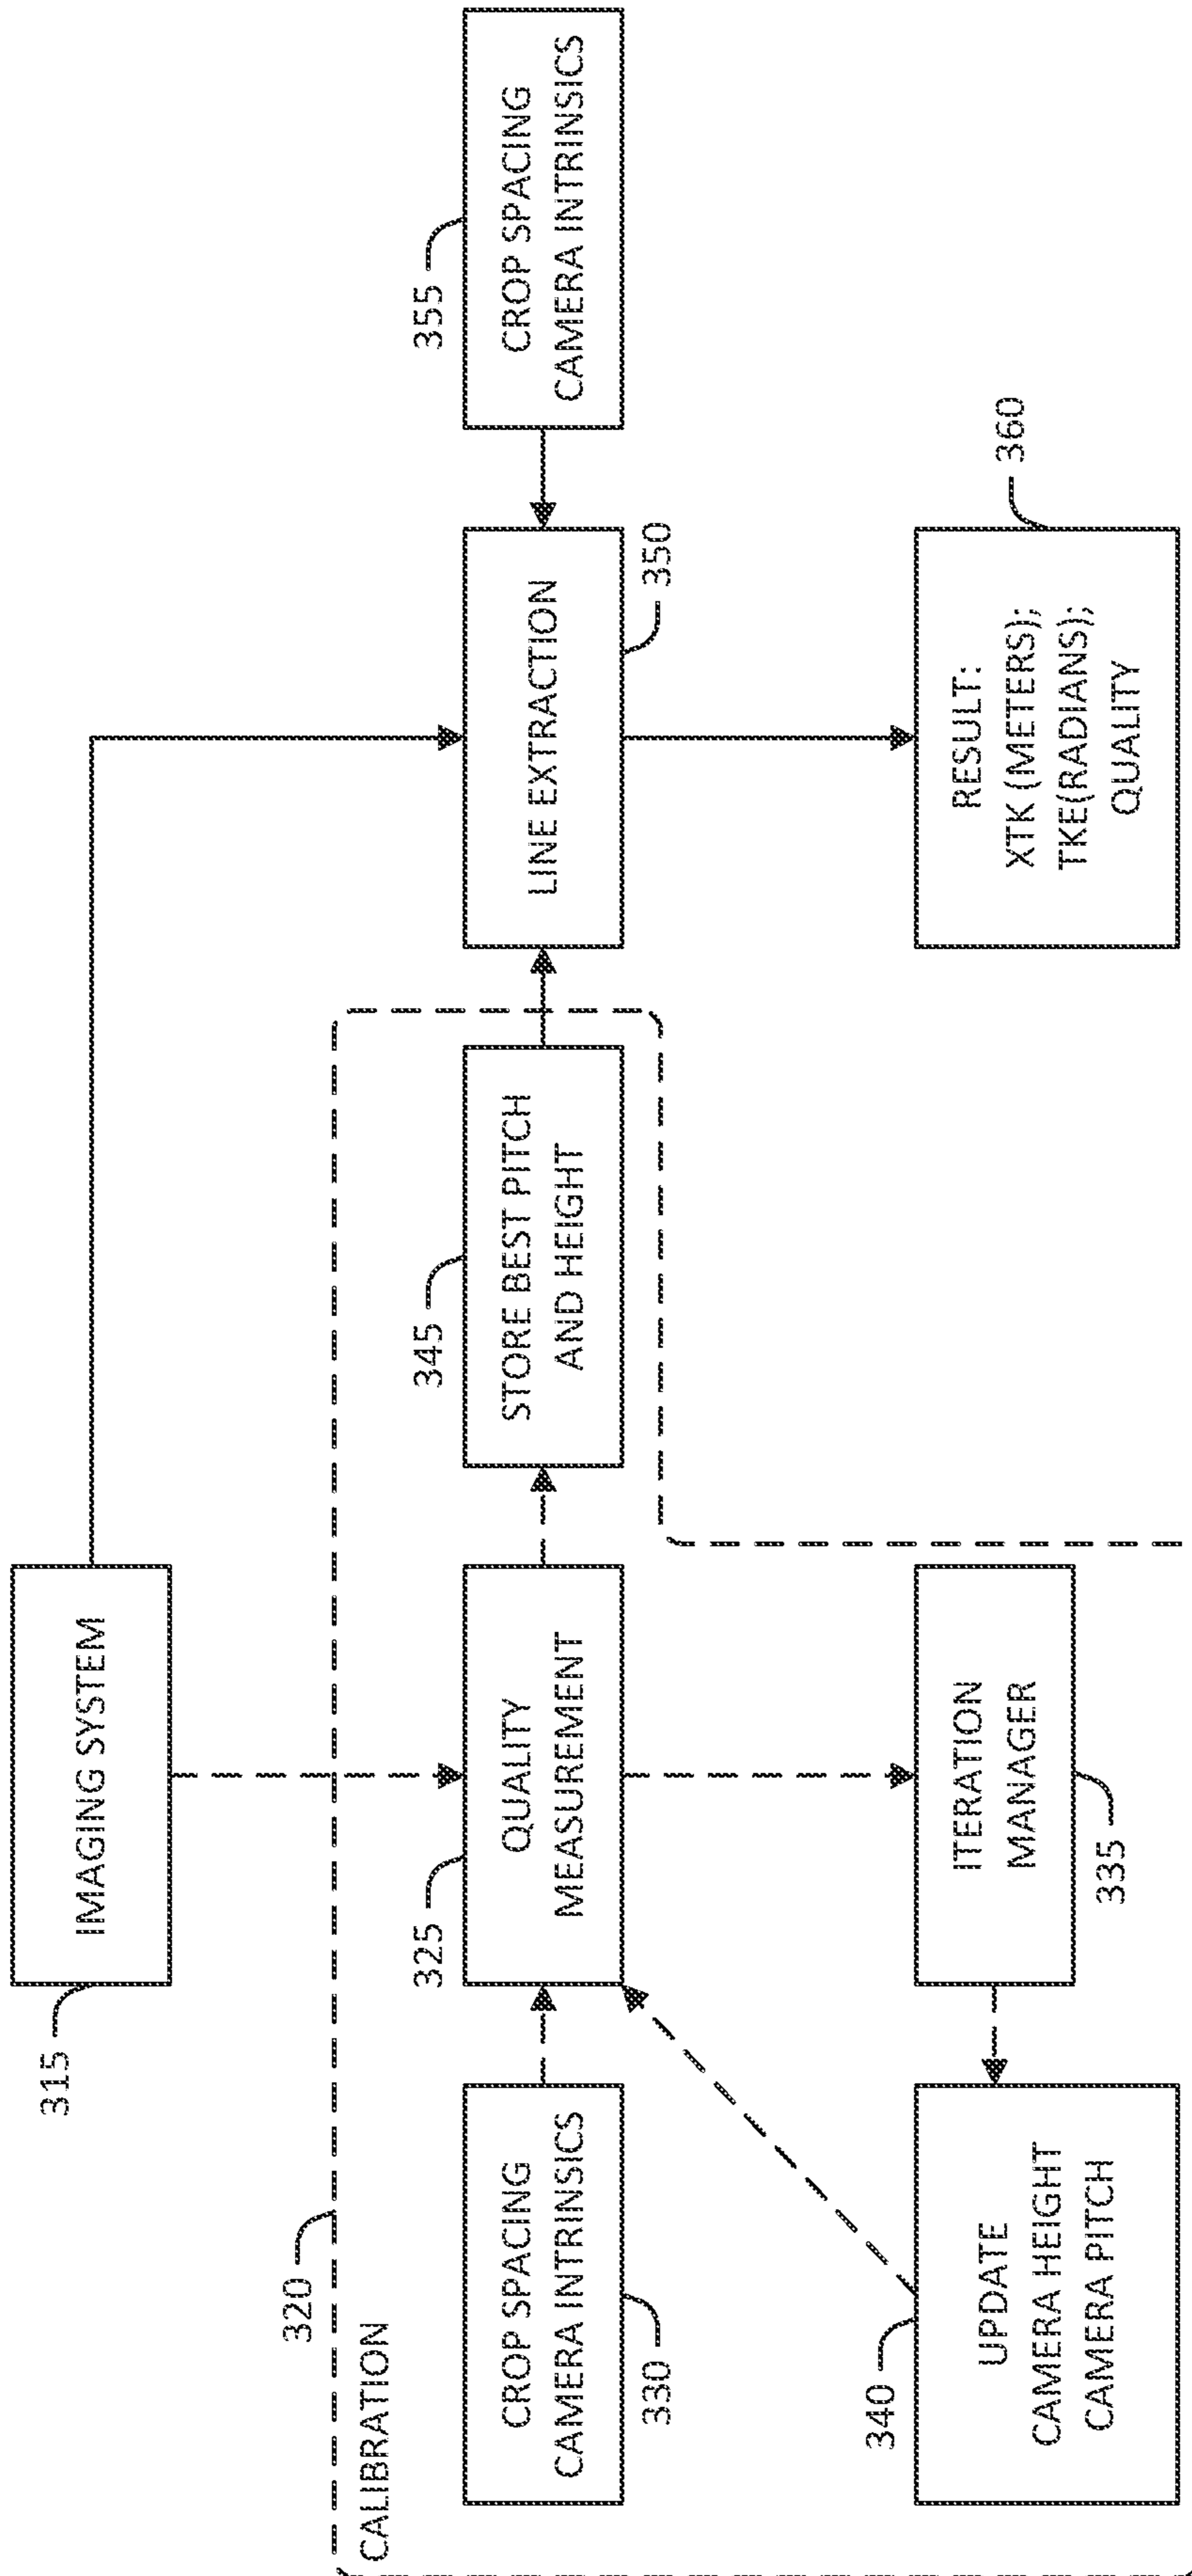 315
IMAGING SYSTEM
320
CALIBRATION
330
CROP SPACING
CAMERA INTRINSICS
325
QUALITY
MEASUREMENT
345
STORE BEST PITCH
AND HEIGHT
LINE EXTRACTION
350
355
CROP SPACING
CAMERA INTRINSICS
340
UPDATE
CAMERA HEIGHT
CAMERA PITCH
ITERATION
MANAGER
335
RESULT:
XTK (METERS);
TKE(RADIANS);
QUALITY
360